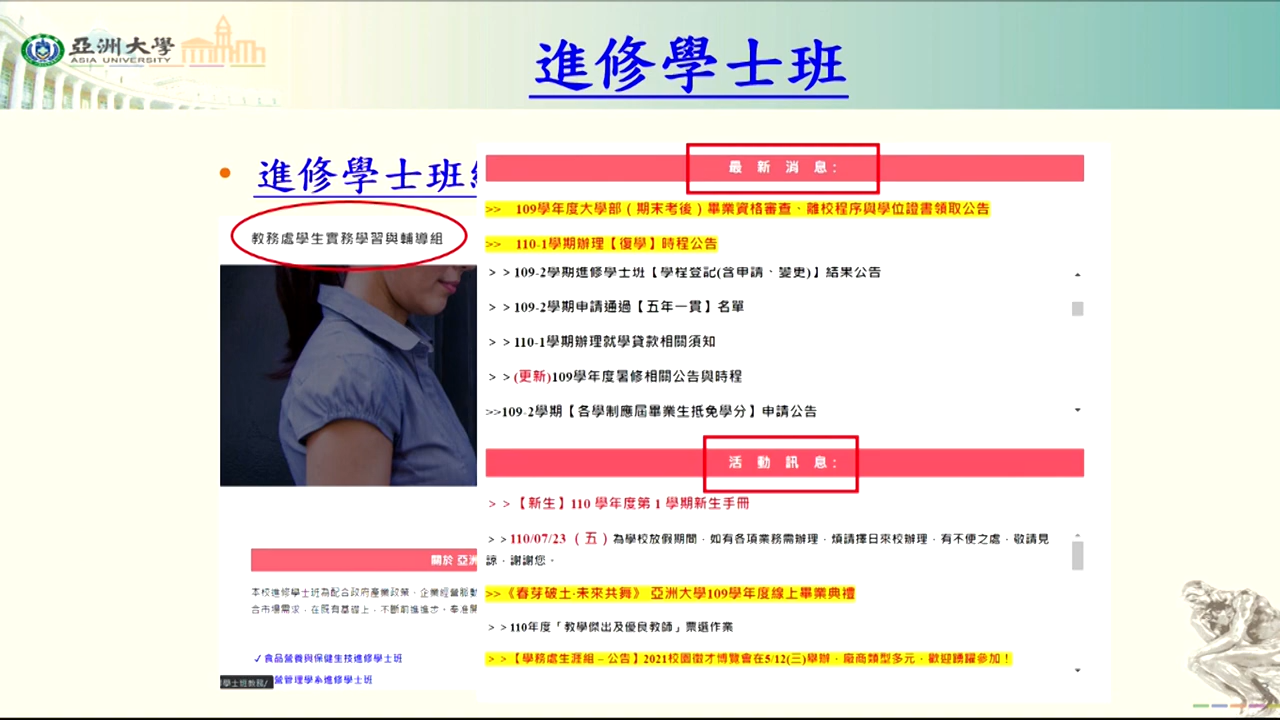 亞洲大學
ASIA UNIVERSITY
進修學士班
• 進修學士班
教務處學生實務學習與輔導組
關於 亞洲
本校進修學士班為配合政府產業政策、企業經營脈動
合市場需求，在既有基礎上，不斷前進進步，奉准開
✓ 食品營養與保健生技進修學士班
營管理學系進修學士班
學士班教務/
最 新 消 息：
>> 109學年度大學部（期末考後）畢業資格審查、離校程序與學位證書領取公告
>> 110-1學期辦理【復學】時程公告
＞＞109-2學期進修學士班【學程登記(含申請、變更)】結果公告
＞＞109-2學期申請通過【五年一貫】名單
＞＞110-1學期辦理就學貸款相關須知
＞＞(更新)109學年度暑修相關公告與時程
>>109-2學期【各學制應屆畢業生抵免學分】申請公告
活 動 訊 息：
＞＞【新生】110 學年度第 1 學期新生手冊
＞＞110/07/23 （五）為學校放假期間，如有各項業務需辦理，煩請擇日來校辦理，有不便之處，敬請見
諒，謝謝您。
>>《春芽破土‧未來共舞》 亞洲大學109學年度線上畢業典禮
＞＞110年度「教學傑出及優良教師」票選作業
＞＞【學務處生涯組 – 公告】2021校園徵才博覽會在5/12(三)舉辦，廠商類型多元，歡迎踴躍參加！